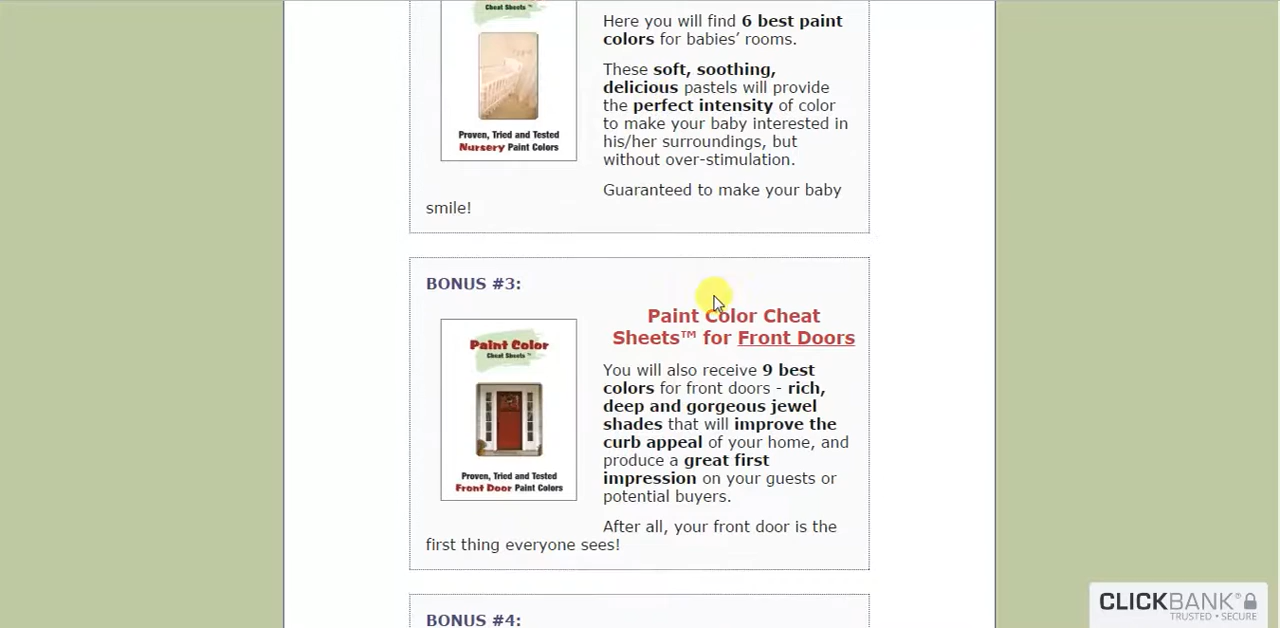 Cheat Sheets™
Proven, Tried and Tested
Nursery Paint Colors
Here you will find 6 best paint
colors for babies’ rooms.
These soft, soothing,
delicious pastels will provide
the perfect intensity of color
to make your baby interested in
his/her surroundings, but
without over-stimulation.
Guaranteed to make your baby
smile!
BONUS #3:
Paint Color Cheat
Sheets™ for Front Doors
Paint Color
Cheat Sheets™
Proven, Tried and Tested
Front Door Paint Colors
You will also receive 9 best
colors for front doors - rich,
deep and gorgeous jewel
shades that will improve the
curb appeal of your home, and
produce a great first
impression on your guests or
potential buyers.
After all, your front door is the
first thing everyone sees!
BONUS #4:
CLICKBANK®
TRUSTED • SECURE